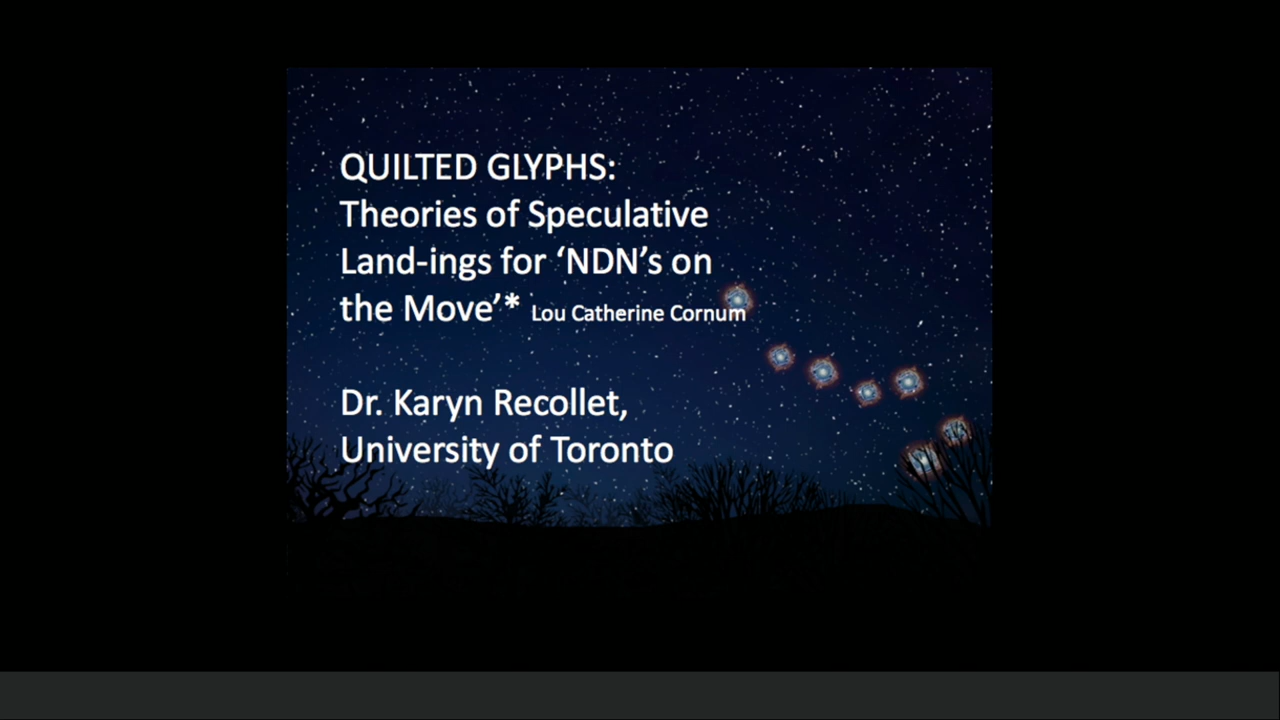 QUILTED GLYPHS:
Theories of Speculative
Land-ings for ‘NDN’s on
the Move’* Lou Catherine Cornum
Dr. Karyn Recollet,
University of Toronto